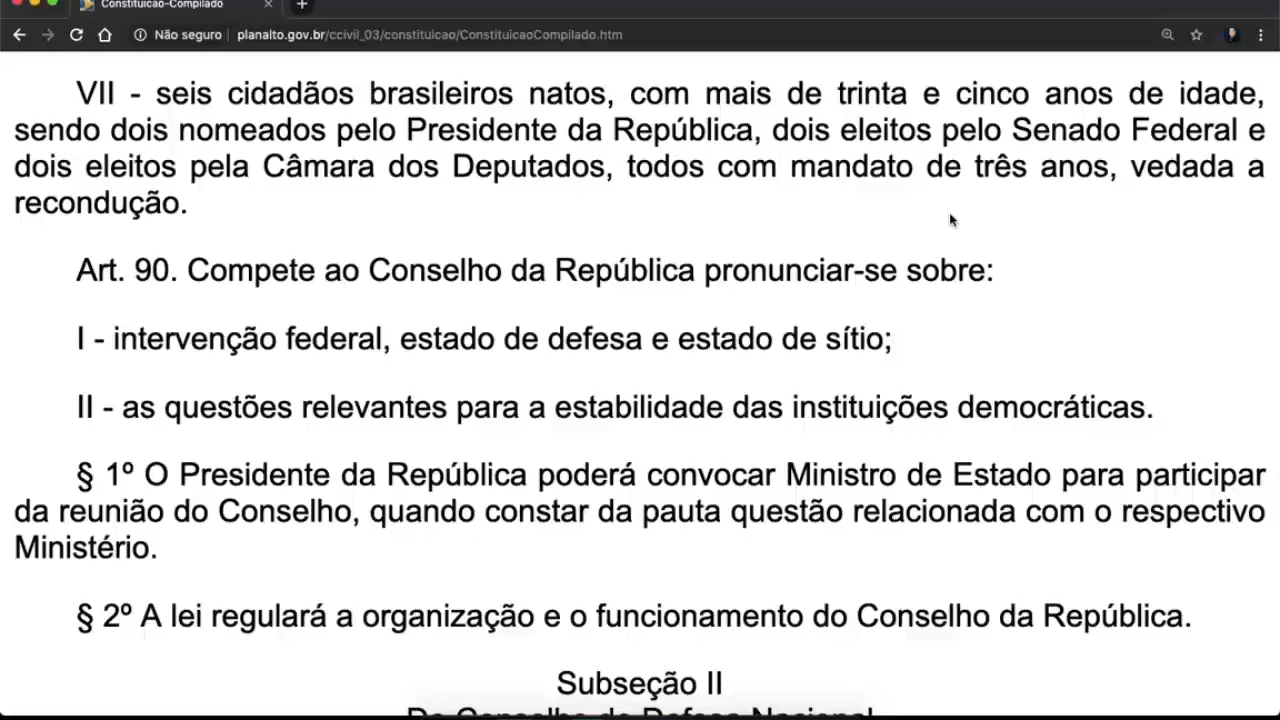 Constituicao-Compilado
Não seguro planalto.gov.br/ccivil_03/constituicao/ConstituicaoCompilado.htm
VII - seis cidadãos brasileiros natos, com mais de trinta e cinco anos de idade,
sendo dois nomeados pelo Presidente da República, dois eleitos pelo Senado Federal e
dois eleitos pela Câmara dos Deputados, todos com mandato de três anos, vedada a
recondução.
Art. 90. Compete ao Conselho da República pronunciar-se sobre:
I - intervenção federal, estado de defesa e estado de sítio;
II - as questões relevantes para a estabilidade das instituições democráticas.
§ 1º O Presidente da República poderá convocar Ministro de Estado para participar
da reunião do Conselho, quando constar da pauta questão relacionada com o respectivo
Ministério.
§ 2º A lei regulará a organização e o funcionamento do Conselho da República.
Subseção II
Do Conselho de Defesa Nacional